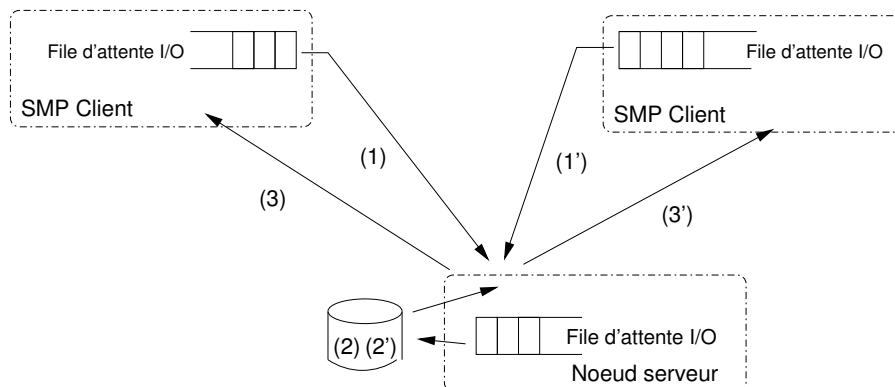 File d'attente I/O
File d'attente I/O
SMP Client
SMP Client
(1)
(1')
(3)
(3')
(2) (2')
File d'attente I/O
Noeud serveur